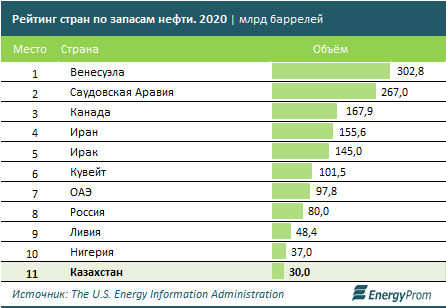 Рейтинг стран по запасам нефти. 2020 | млрд баррелей
Место Страна Объём
1 Венесуэла 302,8
2 Саудовская Аравия 267,0
3 Канада 167,9
4 Иран 155,6
5 Ирак 145,0
6 Кувейт 101,5
7 ОАЭ 97,8
8 Россия 80,0
9 Ливия 48,4
10 Нигерия 37,0
11 Казахстан 30,0
Источник: The U.S. Energy Information Administration EnergyProm